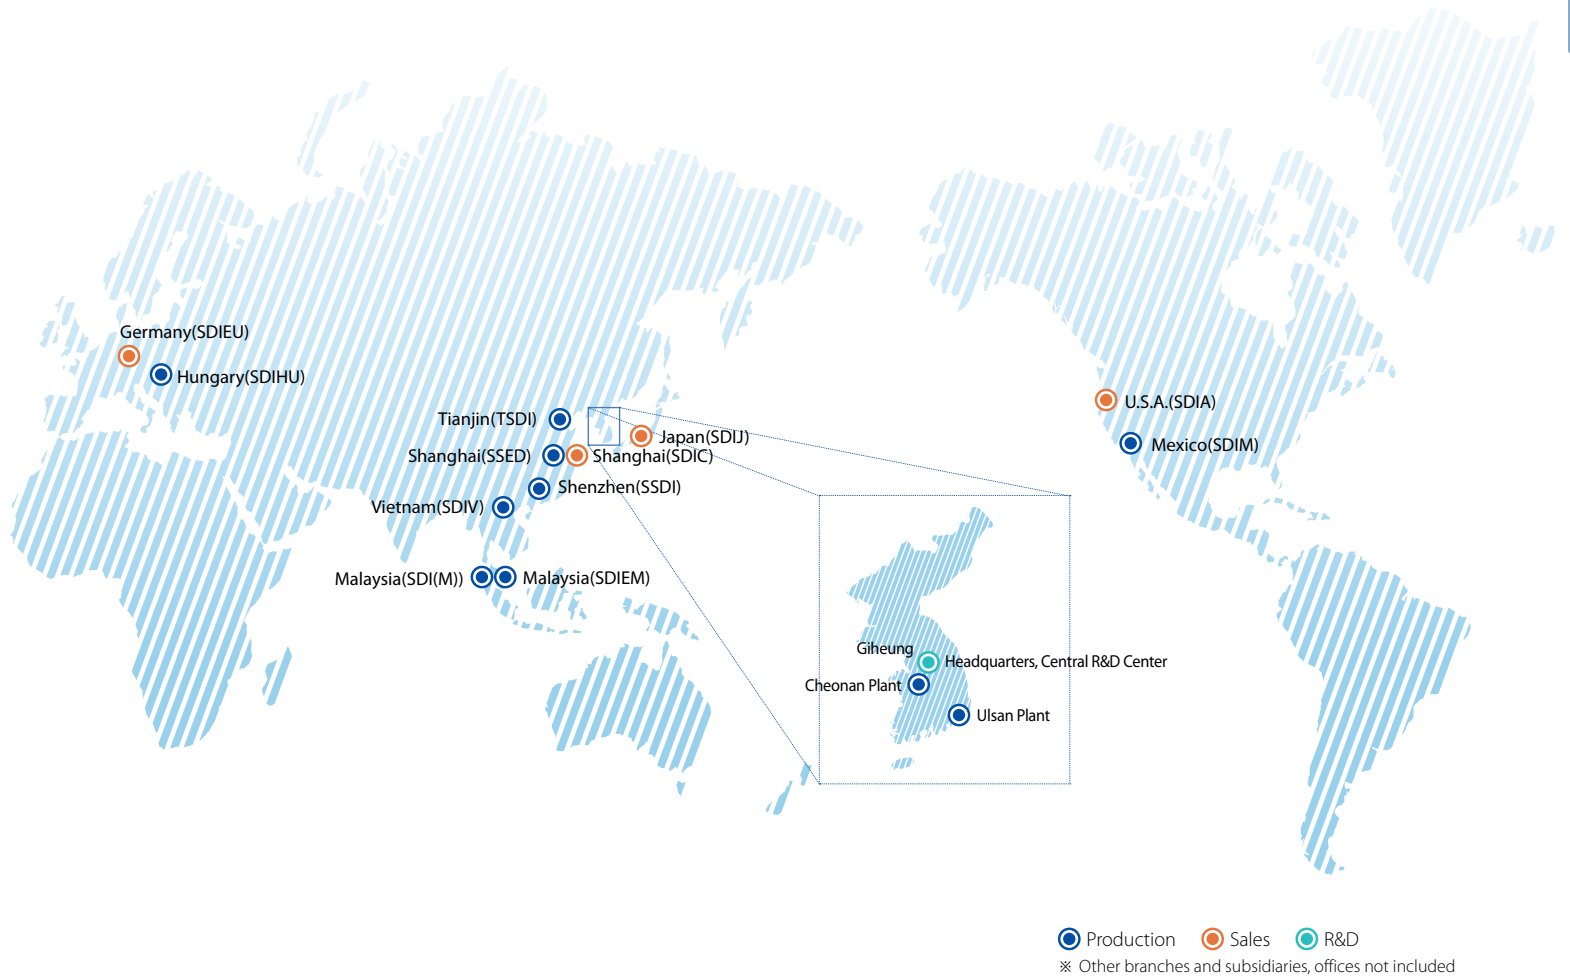 Germany(SDIEU)
Hungary(SDIHU)
Tianjin(TSDI)
Shanghai(SSED)
Shanghai(SDIC)
Japan(SDIJ)
Shenzhen(SSDI)
Vietnam(SDIV)
Malaysia(SDI(M))
Malaysia(SDIEM)
U.S.A.(SDIA)
Mexico(SDIM)
Giheung
Headquarters, Central R&D Center
Cheonan Plant
Ulsan Plant
Production Sales R&D
※ Other branches and subsidiaries, offices not included